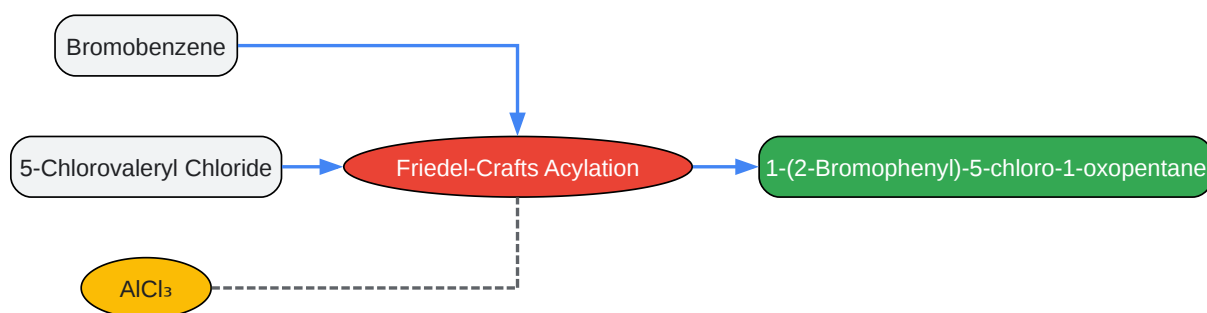 Bromobenzene
5-Chlorovaleryl Chloride
Friedel-Crafts Acylation
1-(2-Bromophenyl)-5-chloro-1-oxopentane
AlCl₃